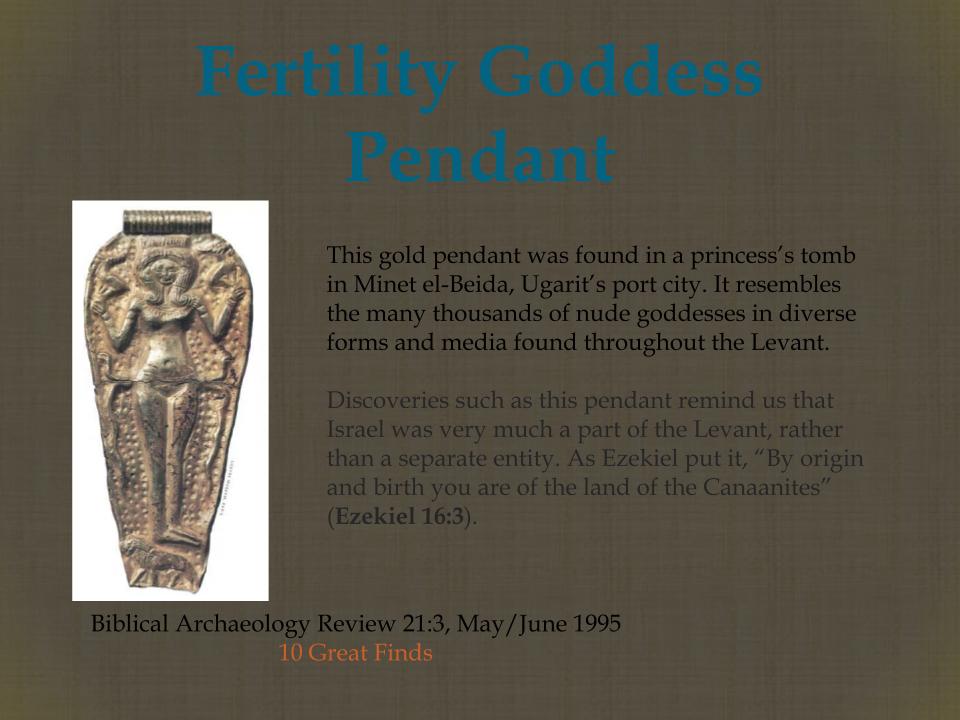 Fertility Goddess
Pendant
This gold pendant was found in a princess’s tomb
in Minet el-Beida, Ugarit’s port city. It resembles
the many thousands of nude goddesses in diverse
forms and media found throughout the Levant.
Discoveries such as this pendant remind us that
Israel was very much a part of the Levant, rather
than a separate entity. As Ezekiel put it, “By origin
and birth you are of the land of the Canaanites”
(Ezekiel 16:3).
Biblical Archaeology Review 21:3, May/June 1995
10 Great Finds